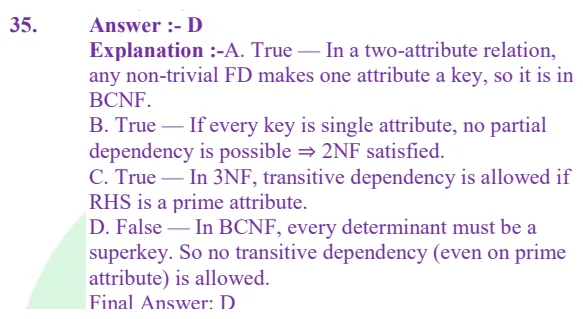 35. Answer :- D
Explanation :-A. True — In a two-attribute relation,
any non-trivial FD makes one attribute a key, so it is in
BCNF.
B. True — If every key is single attribute, no partial
dependency is possible ⇒ 2NF satisfied.
C. True — In 3NF, transitive dependency is allowed if
RHS is a prime attribute.
D. False — In BCNF, every determinant must be a
superkey. So no transitive dependency (even on prime
attribute) is allowed.
Final Answer: D